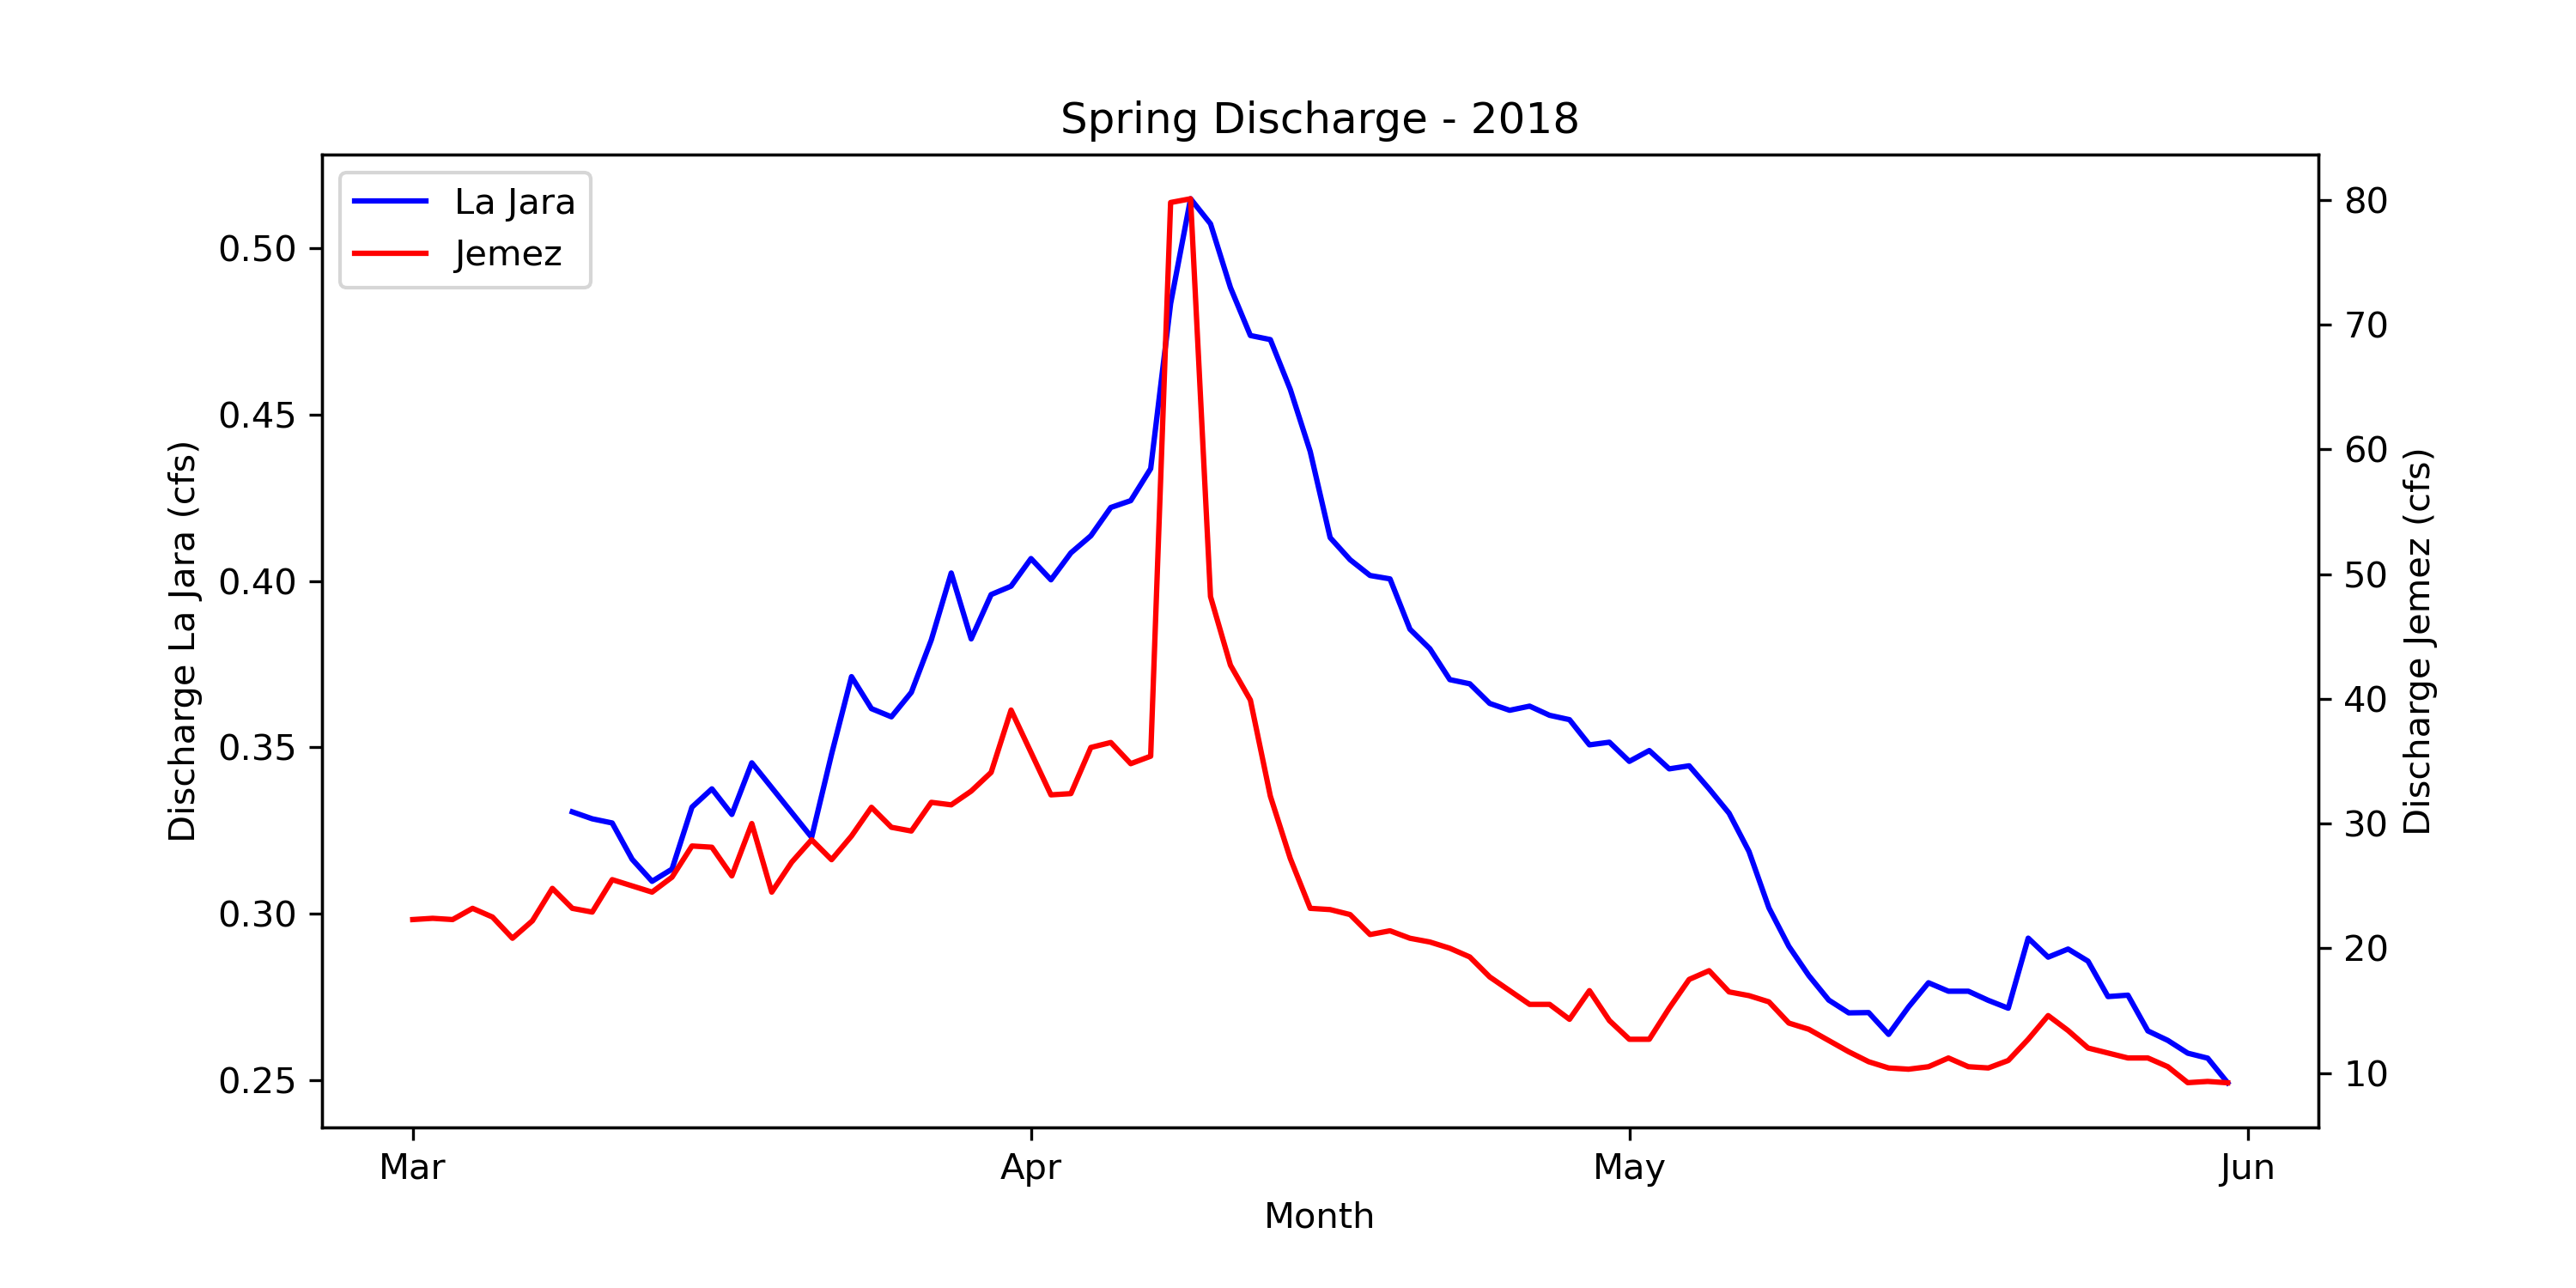 Spring Discharge - 2018
La Jara
Jemez
Discharge La Jara (cfs)
0.50
0.45
0.40
0.35
0.30
0.25
80
70
60
50
40
30
20
10
Discharge Jemez (cfs)
Mar
Apr
May
Jun
Month